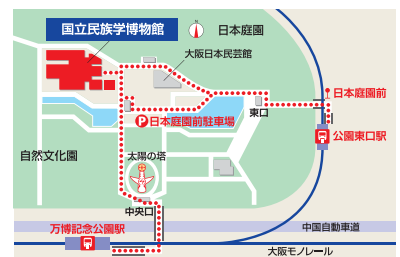 国立民族学博物館
日本庭園
大阪日本民芸館
日本庭園前
東口
P日本庭園前駐車場
公園東口駅
自然文化園
太陽の塔
中央口
万博記念公園駅
中国自動車道
大阪モノレール